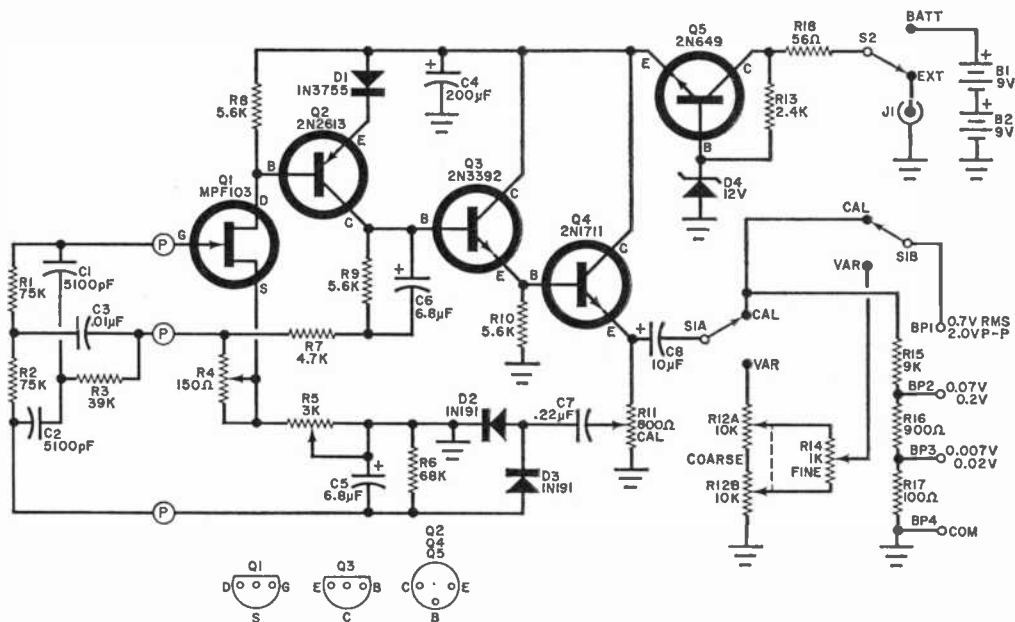 BATT
S2
R18
56Ω
Q5
2N649
E
C
B
EXT
J1
+
B1
9V
+
B2
9V
R13
2.4K
D4
12V
D1
1N3755
+
C4
200µF
R8
5.6K
Q2
2N2613
E
B
C
Q3
2N3392
B
C
E
Q1
MPF103
D
G
S
P
Q4
2N1711
B
C
E
CAL
S1B
VAR
R1
75K
C1
5100pF
C3
.01µF
P
R9
5.6K
+
C6
6.8µF
R10
5.6K
R7
4.7K
+
C8
10µF
S1A
CAL
VAR
BP1
0.7V RMS
2.0V P-P
R15
9K
BP2
0.07V
0.2V
R2
75K
R3
39K
C2
5100pF
R4
150Ω
R5
3K
D2
1N191
C7
.22µF
R11
800Ω
CAL
R12A
10K
COARSE
R12B
10K
R14
1K
FINE
R16
900Ω
BP3
0.007V
0.02V
R17
100Ω
BP4
COM
+
C5
6.8µF
R6
68K
D3
1N191
P
Q1
D
G
S
Q3
E
B
C
Q2
Q4
Q5
C
E
B